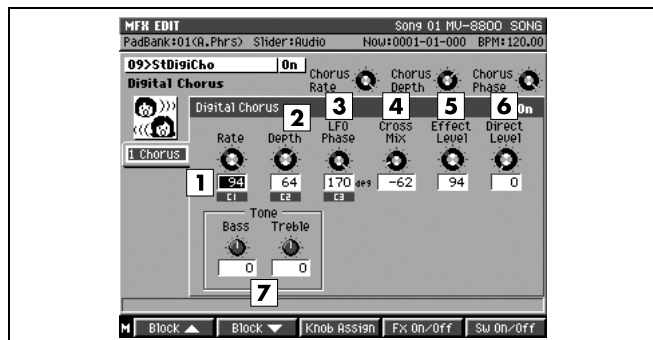 MFX EDIT Song 01 MV-8800 SONG
PadBank:01(A.Phrs) Slider:Audio Now:0001-01-000 BPM:120.00
09>StDigiCho On
Digital Chorus
Chorus Rate Chorus Depth Chorus Phase
Digital Chorus On
2 3 4 5 6
Rate Depth LFO Phase Cross Mix Effect Level Direct Level
1 Chorus
1 94 64 170 deg -62 94 0
C1 C2 C3
Tone
Bass Treble
0 0
7
M Block ▲ Block ▼ Knob Assign Fx On/Off Sw On/Off